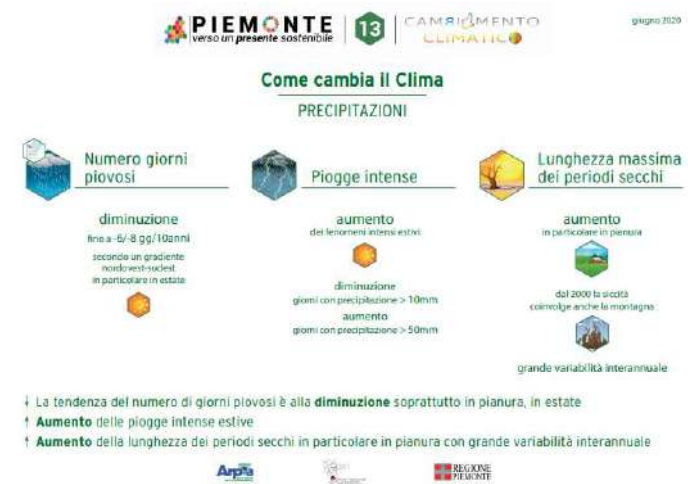 PIEMONTE
verso un presente sostenibile
13
CAMBIAMENTO
CLIMATICO
giugno 2020
Come cambia il Clima
PRECIPITAZIONI
Numero giorni
piovosi
diminuzione
fino a -6/-8 gg/10anni
secondo un gradiente
nordovest-sudest
in particolare in estate
Piogge intense
aumento
dei fenomeni intensi estivi
diminuzione
giorni con precipitazione > 10mm
aumento
giorni con precipitazione > 50mm
Lunghezza massima
dei periodi secchi
aumento
in particolare in pianura
dal 2000 la siccità
coinvolge anche la montagna
grande variabilità interannuale
↓ La tendenza del numero di giorni piovosi è alla diminuzione soprattutto in pianura, in estate
↑ Aumento delle piogge intense estive
↑ Aumento della lunghezza dei periodi secchi in particolare in pianura con grande variabilità interannuale
Arpa
REGIONE
PIEMONTE